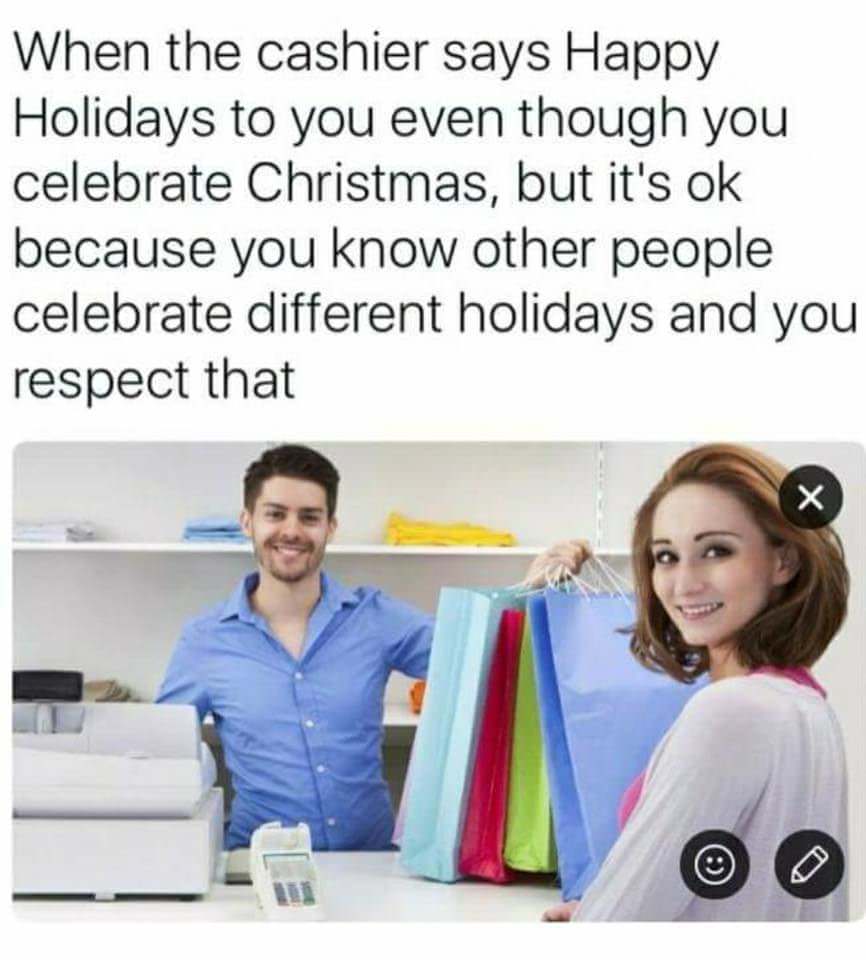 When the cashier says Happy
Holidays to you even though you
celebrate Christmas, but it's ok
because you know other people
celebrate different holidays and you
respect that